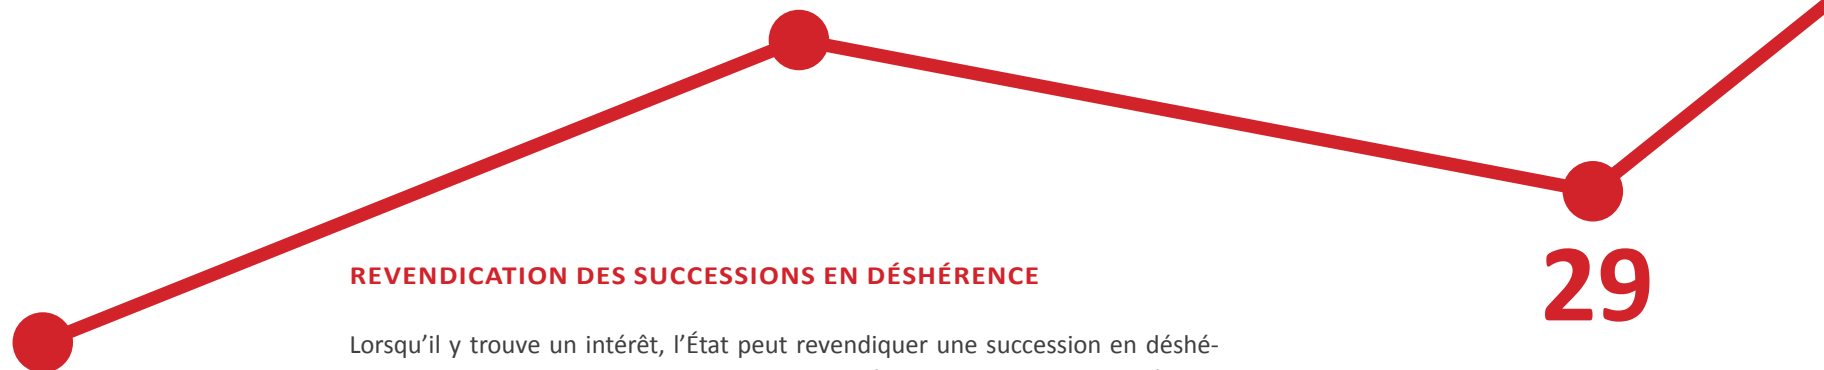 REVENDICATION DES SUCCESSIONS EN DÉSHÉRENCE
29
Lorsqu'il y trouve un intérêt, l'État peut revendiquer une succession en déshé-